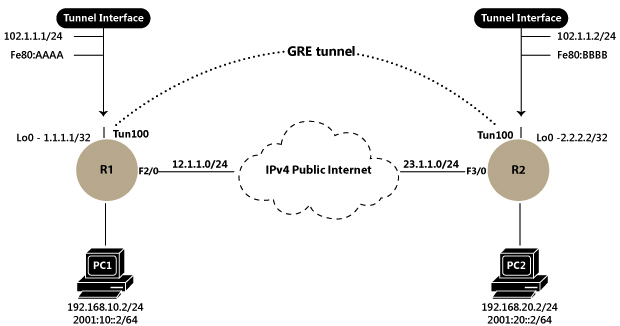 Tunnel Interface
Tunnel Interface
102.1.1.1/24
102.1.1.2/24
Fe80:AAAA
GRE tunnel
Fe80:BBBB
Lo0 - 1.1.1.1/32
Tun100
Tun100
Lo0 -2.2.2.2/32
R1
F2/0
12.1.1.0/24
IPv4 Public Internet
23.1.1.0/24
F3/0
R2
PC1
PC2
192.168.10.2/24
2001:10::2/64
192.168.20.2/24
2001:20::2/64